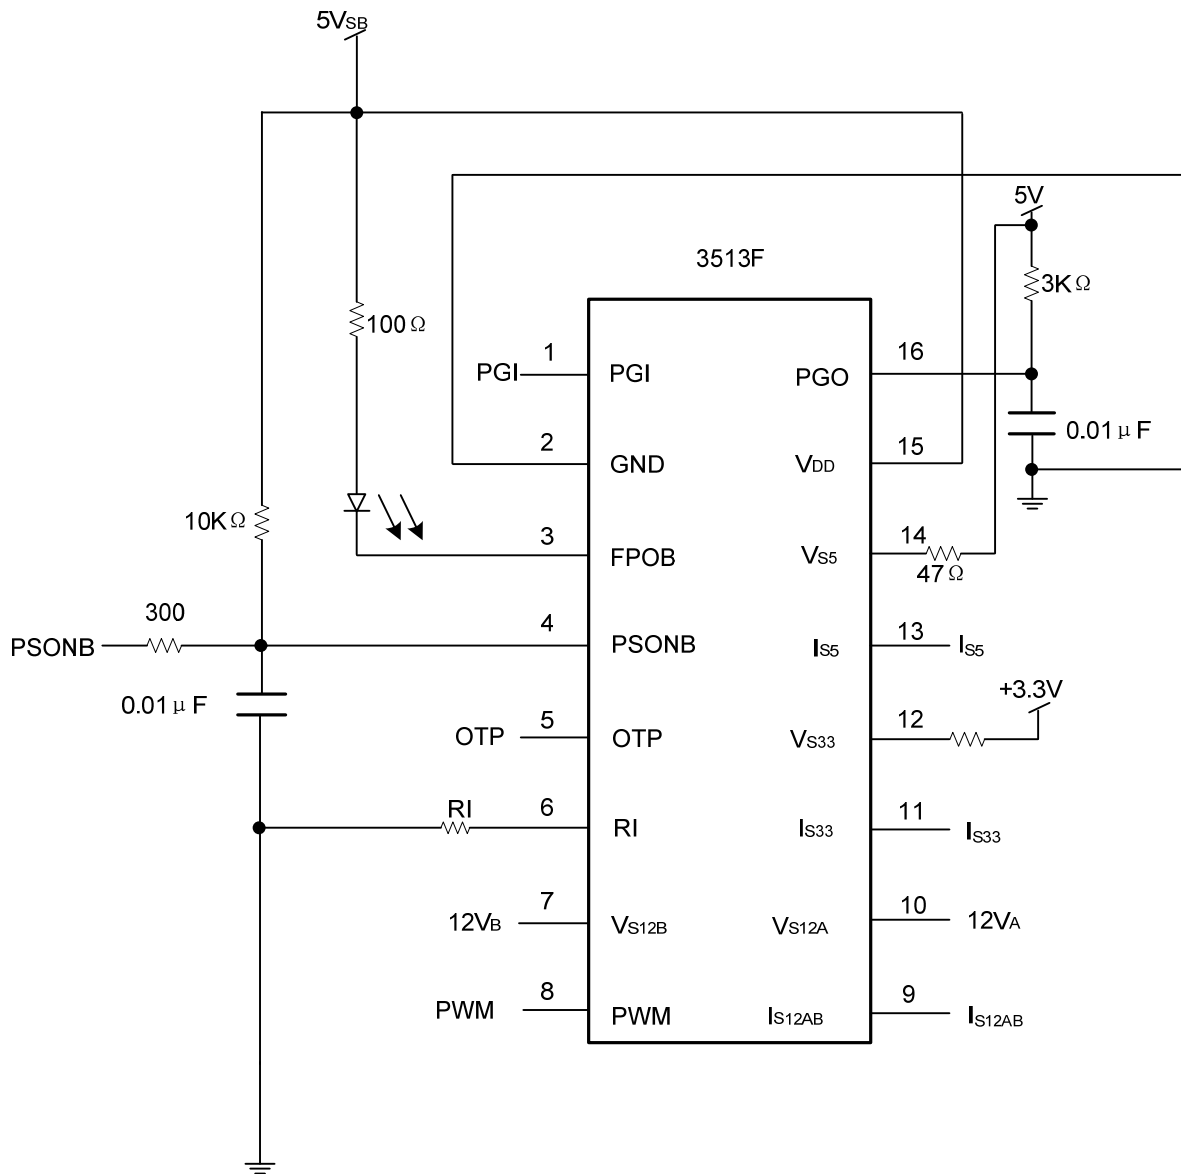 5VSB
5V
3513F
3KΩ
100Ω
1
16
PGI
PGI
PGO
0.01μF
2
15
GND
VDD
10KΩ
3
14
FPOB
VS5
47Ω
300
4
13
PSONB
PSONB
IS5
IS5
+3.3V
0.01μF
5
12
OTP
OTP
VS33
RI
6
11
RI
IS33
IS33
7
10
12VB
VS12B
VS12A
12VA
8
9
PWM
PWM
IS12AB
IS12AB